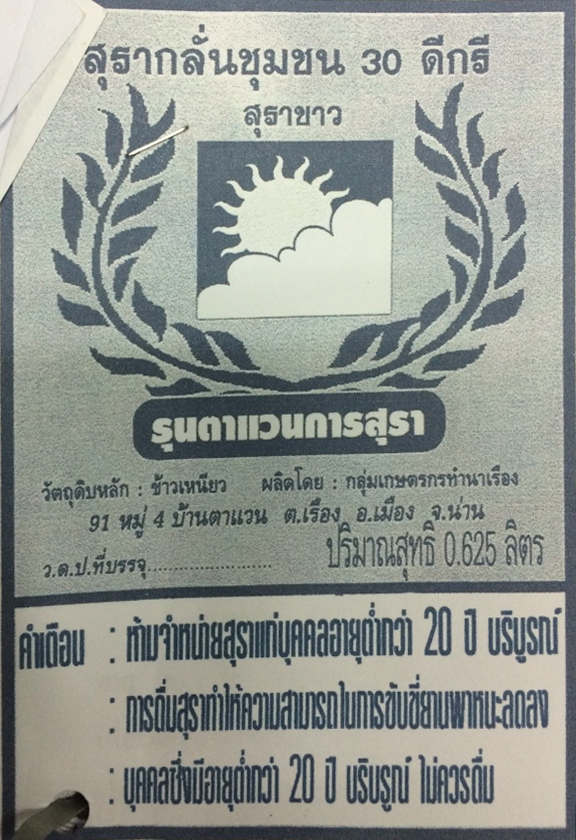 สุรากลั่นชุมชน 30 ดีกรี
สุราขาว
รุนตาแวนการสุรา
วัตถุดิบหลัก : ข้าวเหนียว ผลิตโดย : กลุ่มเกษตรกรทำนาเรือง
91 หมู่ 4 บ้านตาแวน ต.เรือง อ.เมือง จ.น่าน
ปริมาณสุทธิ 0.625 ลิตร
ว.ด.ป.ที่บรรจุ........................
คำเตือน : ห้ามจำหน่ายสุราแก่บุคคลอายุต่ำกว่า 20 ปี บริบูรณ์
: การดื่มสุราทำให้ความสามารถในการขับขี่ยานพาหนะลดลง
: บุคคลซึ่งมีอายุต่ำกว่า 20 ปี บริบรูณ์ ไม่ควรดื่ม